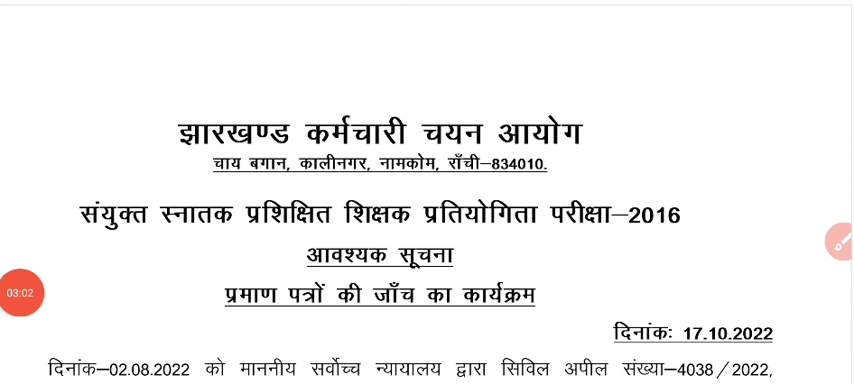 झारखण्ड कर्मचारी चयन आयोग
चाय बगान, कालीनगर, नामकोम, राँची–834010.
संयुक्त स्नातक प्रशिक्षित शिक्षक प्रतियोगिता परीक्षा–2016
आवश्यक सूचना
प्रमाण पत्रों की जाँच का कार्यक्रम
03:02
दिनांकः 17.10.2022
दिनांक–02.08.2022 को माननीय सर्वोच्च न्यायालय द्वारा सिविल अपील संख्या–4038/2022,